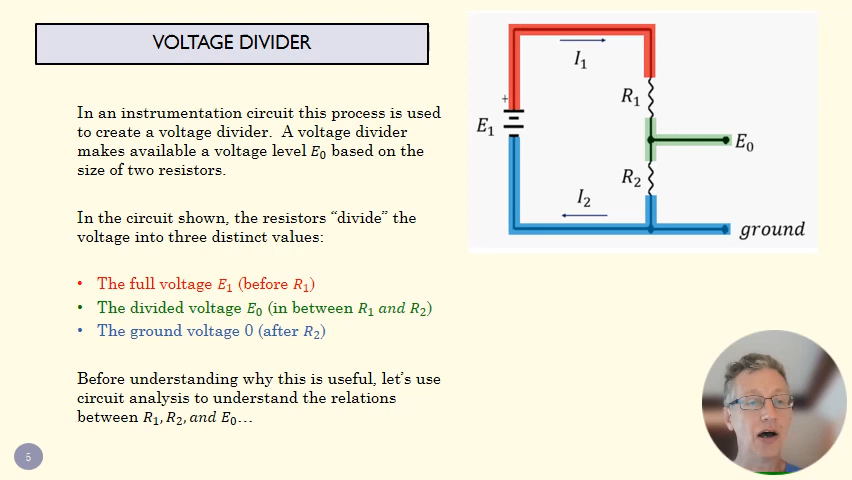 VOLTAGE DIVIDER
In an instrumentation circuit this process is used
to create a voltage divider. A voltage divider
makes available a voltage level E₀ based on the
size of two resistors.
In the circuit shown, the resistors “divide” the
voltage into three distinct values:
• The full voltage E₁ (before R₁)
• The divided voltage E₀ (in between R₁ and R₂)
• The ground voltage 0 (after R₂)
Before understanding why this is useful, let’s use
circuit analysis to understand the relations
between R₁, R₂, and E₀…
5
I₁
R₁
+
E₁
E₀
R₂
I₂
ground